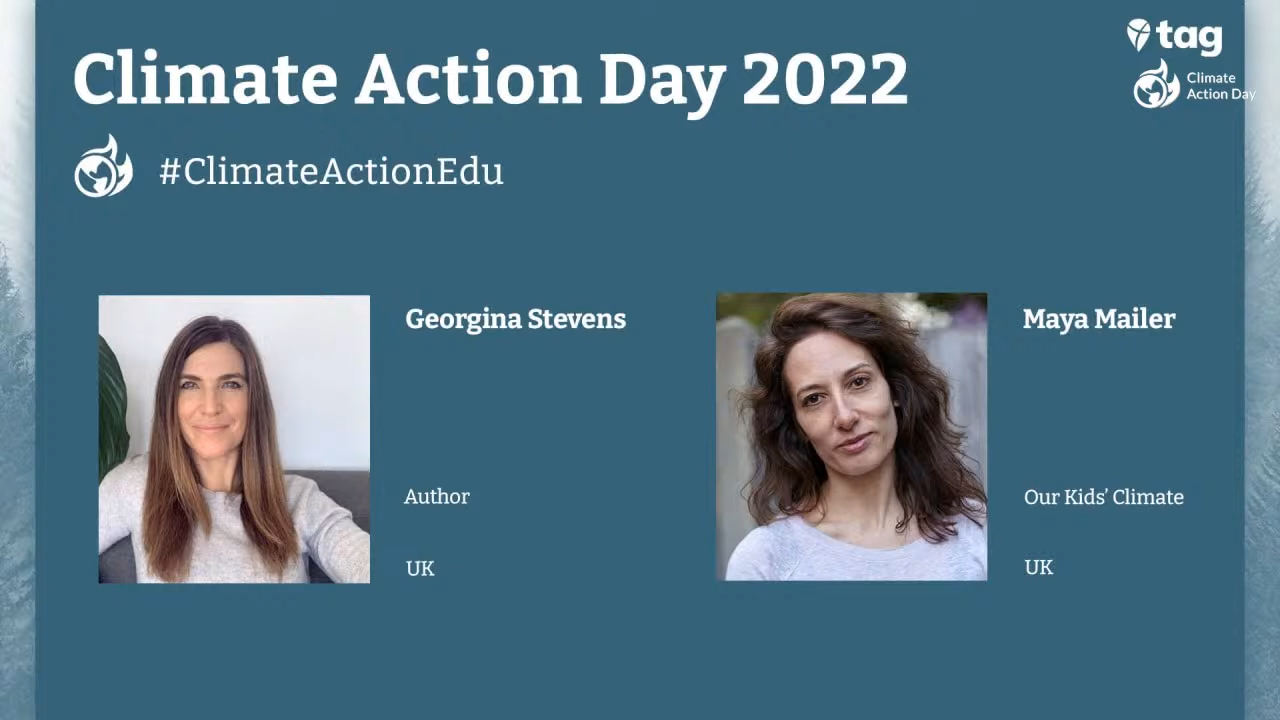 Climate Action Day 2022
tag
Climate
Action Day
#ClimateActionEdu
Georgina Stevens
Author
UK
Maya Mailer
Our Kids’ Climate
UK